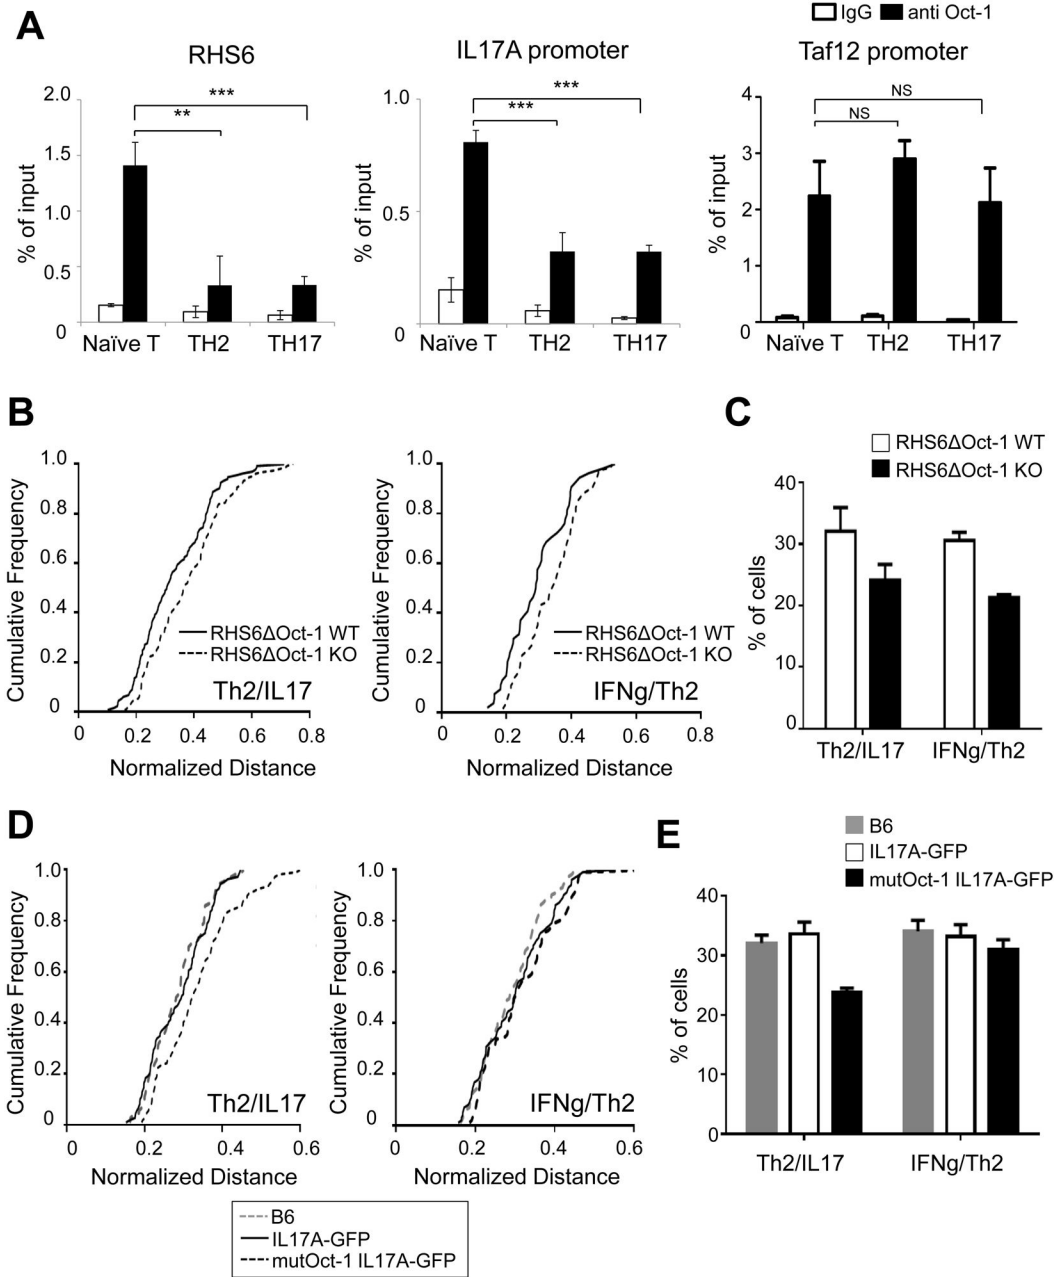 A
IgG anti Oct-1
RHS6
IL17A promoter
Taf12 promoter
% of input
2.0
1.5
1.0
0.5
0
***
**
Naïve T TH2 TH17
% of input
1.0
0.5
0
***
***
Naïve T TH2 TH17
% of input
4
3
2
1
0
NS
NS
Naïve T TH2 TH17
B
Cumulative Frequency
1.0
0.8
0.6
0.4
0.2
0
RHS6ΔOct-1 WT
RHS6ΔOct-1 KO
Th2/IL17
0 0.2 0.4 0.6 0.8
Normalized Distance
Cumulative Frequency
1.0
0.8
0.6
0.4
0.2
0
RHS6ΔOct-1 WT
RHS6ΔOct-1 KO
IFNg/Th2
0 0.2 0.4 0.6 0.8
Normalized Distance
C
RHS6ΔOct-1 WT
RHS6ΔOct-1 KO
% of cells
40
30
20
10
0
Th2/IL17 IFNg/Th2
D
Cumulative Frequency
1.0
0.8
0.6
0.4
0.2
0
Th2/IL17
0 0.2 0.4 0.6
Normalized Distance
Cumulative Frequency
1.0
0.8
0.6
0.4
0.2
0
IFNg/Th2
0 0.2 0.4 0.6
Normalized Distance
B6
IL17A-GFP
mutOct-1 IL17A-GFP
E
B6
IL17A-GFP
mutOct-1 IL17A-GFP
% of cells
40
30
20
10
0
Th2/IL17 IFNg/Th2